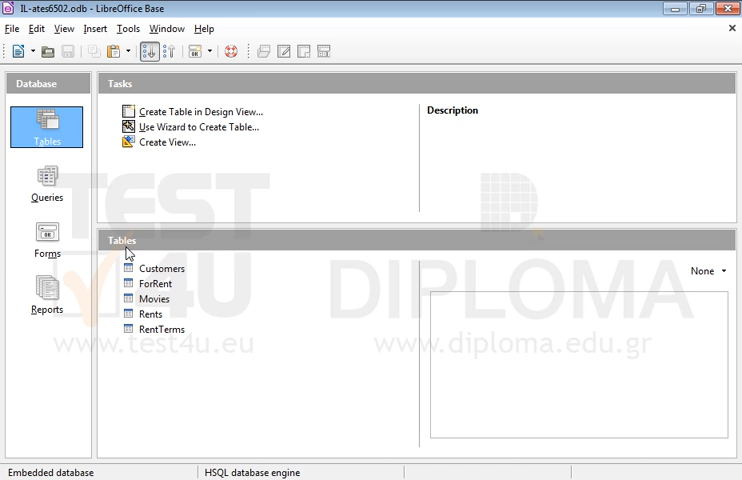 IL-ates6502.odb - LibreOffice Base
File Edit View Insert Tools Window Help
Database
Tasks
Tables
Queries
Forms
Reports
Create Table in Design View...
Use Wizard to Create Table...
Create View...
Description
Tables
Customers
ForRent
Movies
Rents
RentTerms
None
TEST
4U
www.test4u.eu
D.
DIPLOMA
www.diploma.edu.gr
Embedded database
HSQL database engine